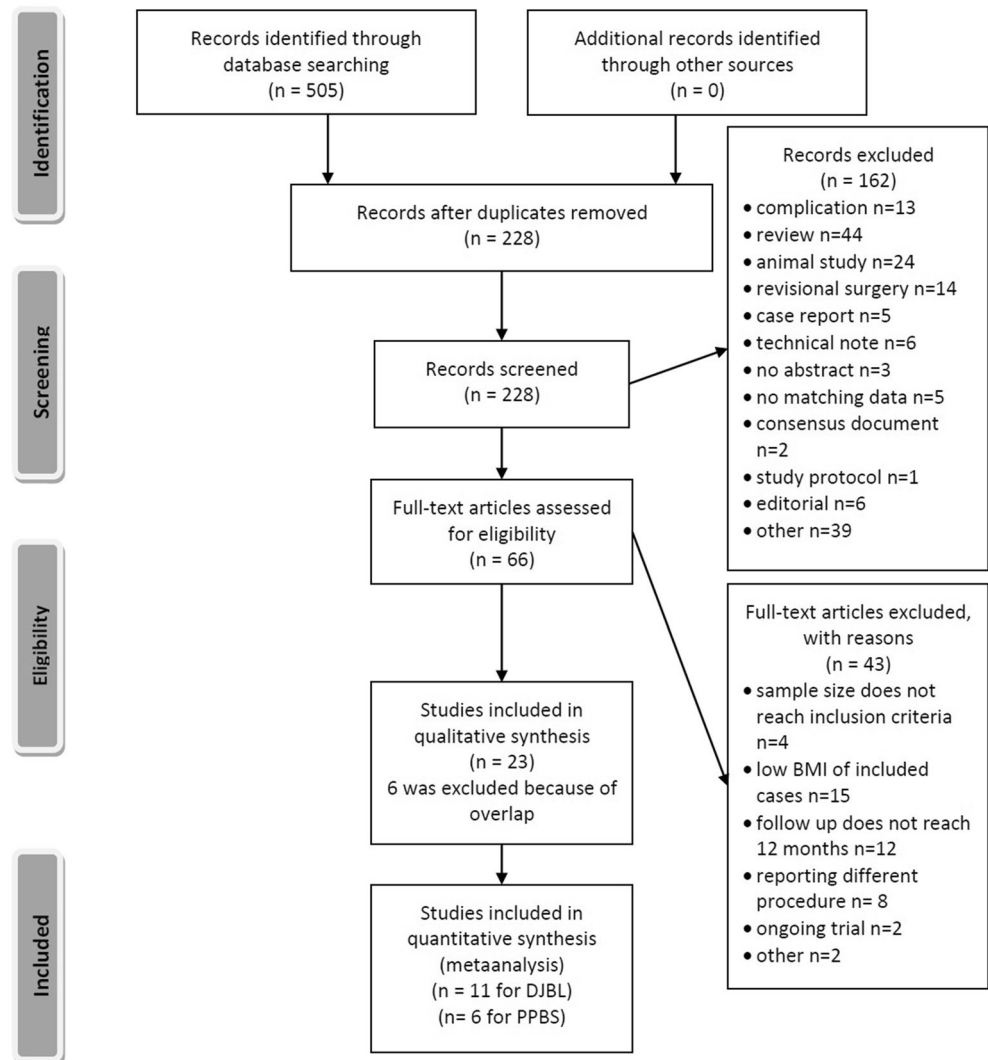 Identification
Records identified through
database searching
(n = 505)
Additional records identified
through other sources
(n = 0)
Records after duplicates removed
(n = 228)
Records excluded
(n = 162)
• complication n=13
• review n=44
• animal study n=24
• revisional surgery n=14
• case report n=5
• technical note n=6
• no abstract n=3
• no matching data n=5
• consensus document
n=2
• study protocol n=1
• editorial n=6
• other n=39
Screening
Records screened
(n = 228)
Full-text articles assessed
for eligibility
(n = 66)
Eligibility
Full-text articles excluded,
with reasons
(n = 43)
• sample size does not
reach inclusion criteria
n=4
• low BMI of included
cases n=15
• follow up does not reach
12 months n=12
• reporting different
procedure n= 8
• ongoing trial n=2
• other n=2
Studies included in
qualitative synthesis
(n = 23)
6 was excluded because of
overlap
Included
Studies included in
quantitative synthesis
(metaanalysis)
(n = 11 for DJBL)
(n= 6 for PPBS)